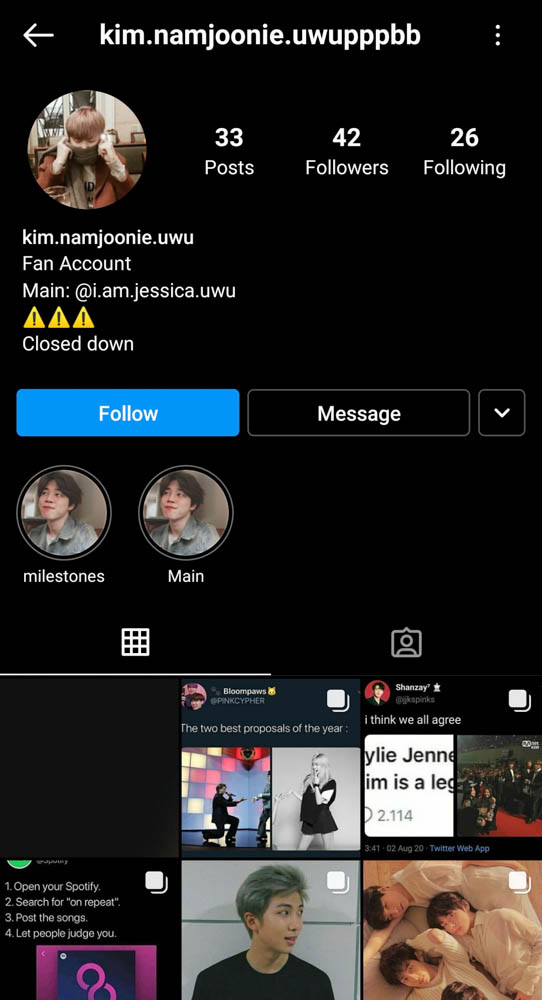 kim.namjoonie.uwupppbb
33
Posts
42
Followers
26
Following
kim.namjoonie.uwu
Fan Account
Main: @i.am.jessica.uwu
⚠️⚠️⚠️
Closed down
Follow
Message
milestones
Main
🐾 Bloompaws🐱
@PINKCYPHER
The two best proposals of the year :
Shanzay⁷
@jjkspinks
i think we all agree
ylie Jenne
im is a leg
2.114
3:41 · 02 Aug 20 · Twitter Web App
@Spotify
1. Open your Spotify.
2. Search for "on repeat".
3. Post the songs.
4. Let people judge you.